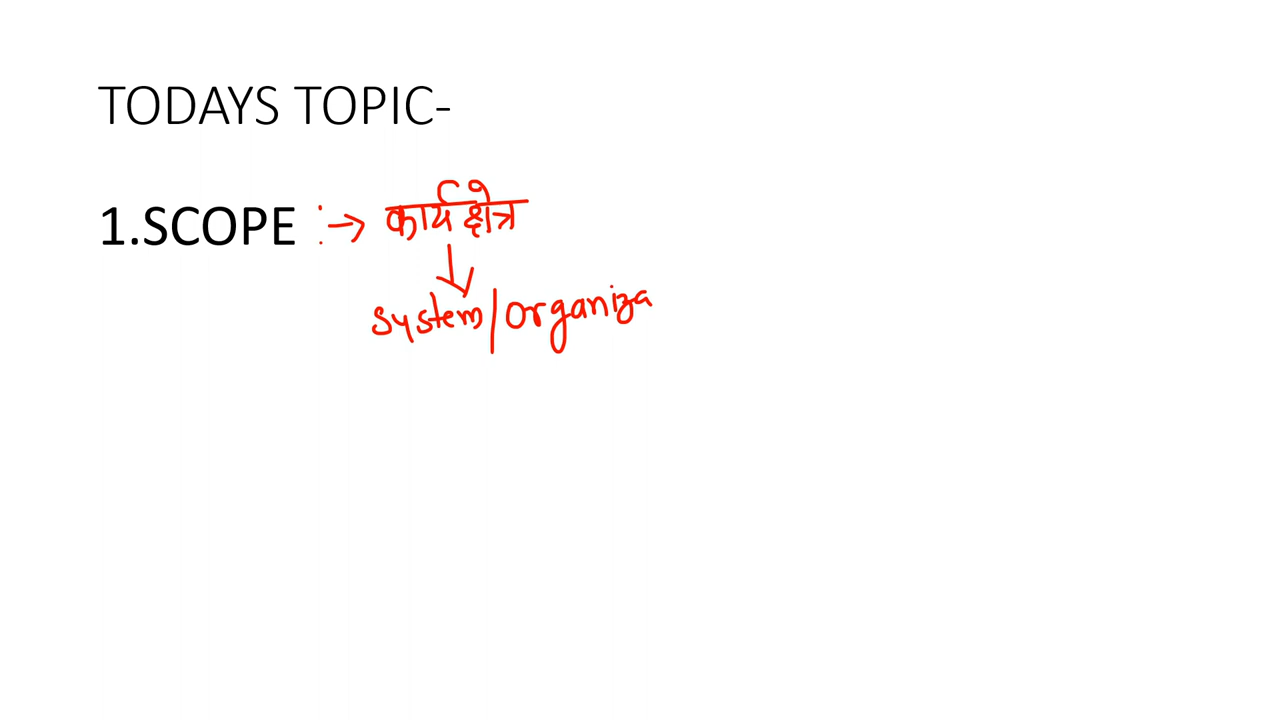 TODAYS TOPIC-
1.SCOPE :→ कार्यक्षेत्र
System/Organiza